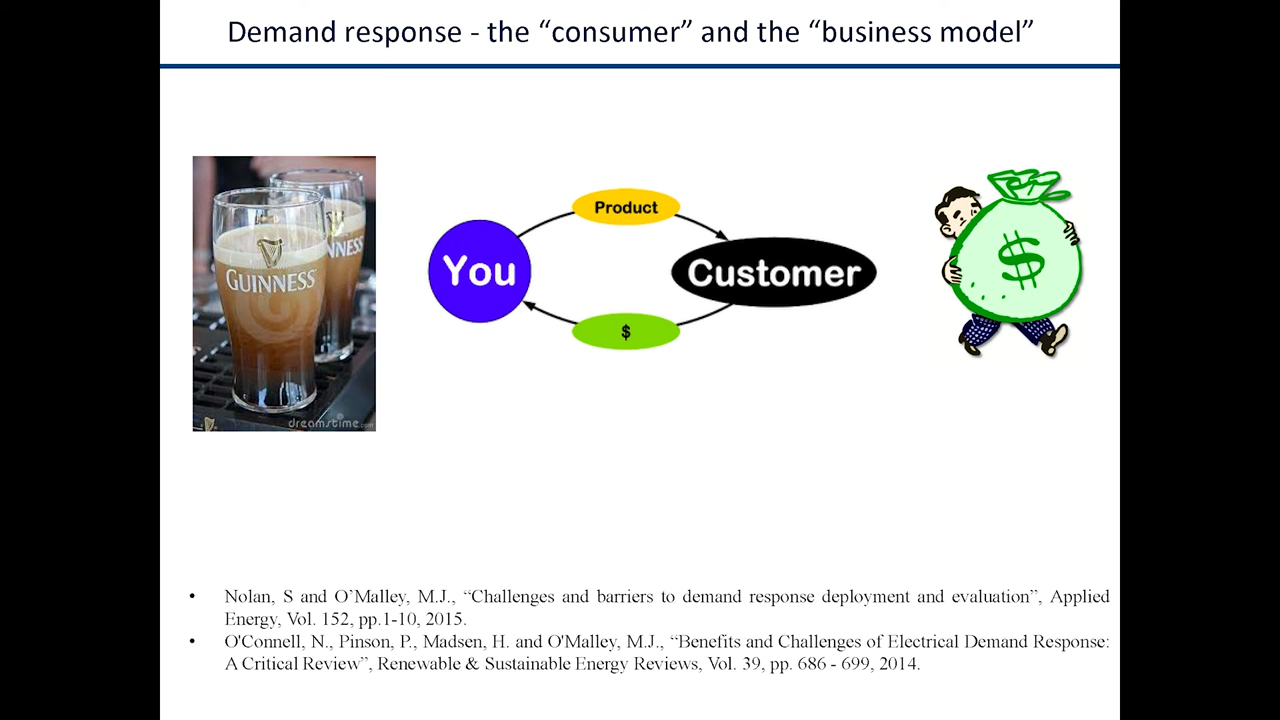 Demand response - the “consumer” and the “business model”
GUINNESS
NNESS
dreamstime.com
Product
You
Customer
$
$
• Nolan, S and O’Malley, M.J., “Challenges and barriers to demand response deployment and evaluation”, Applied
Energy, Vol. 152, pp.1-10, 2015.
• O'Connell, N., Pinson, P., Madsen, H. and O'Malley, M.J., “Benefits and Challenges of Electrical Demand Response:
A Critical Review”, Renewable & Sustainable Energy Reviews, Vol. 39, pp. 686 - 699, 2014.